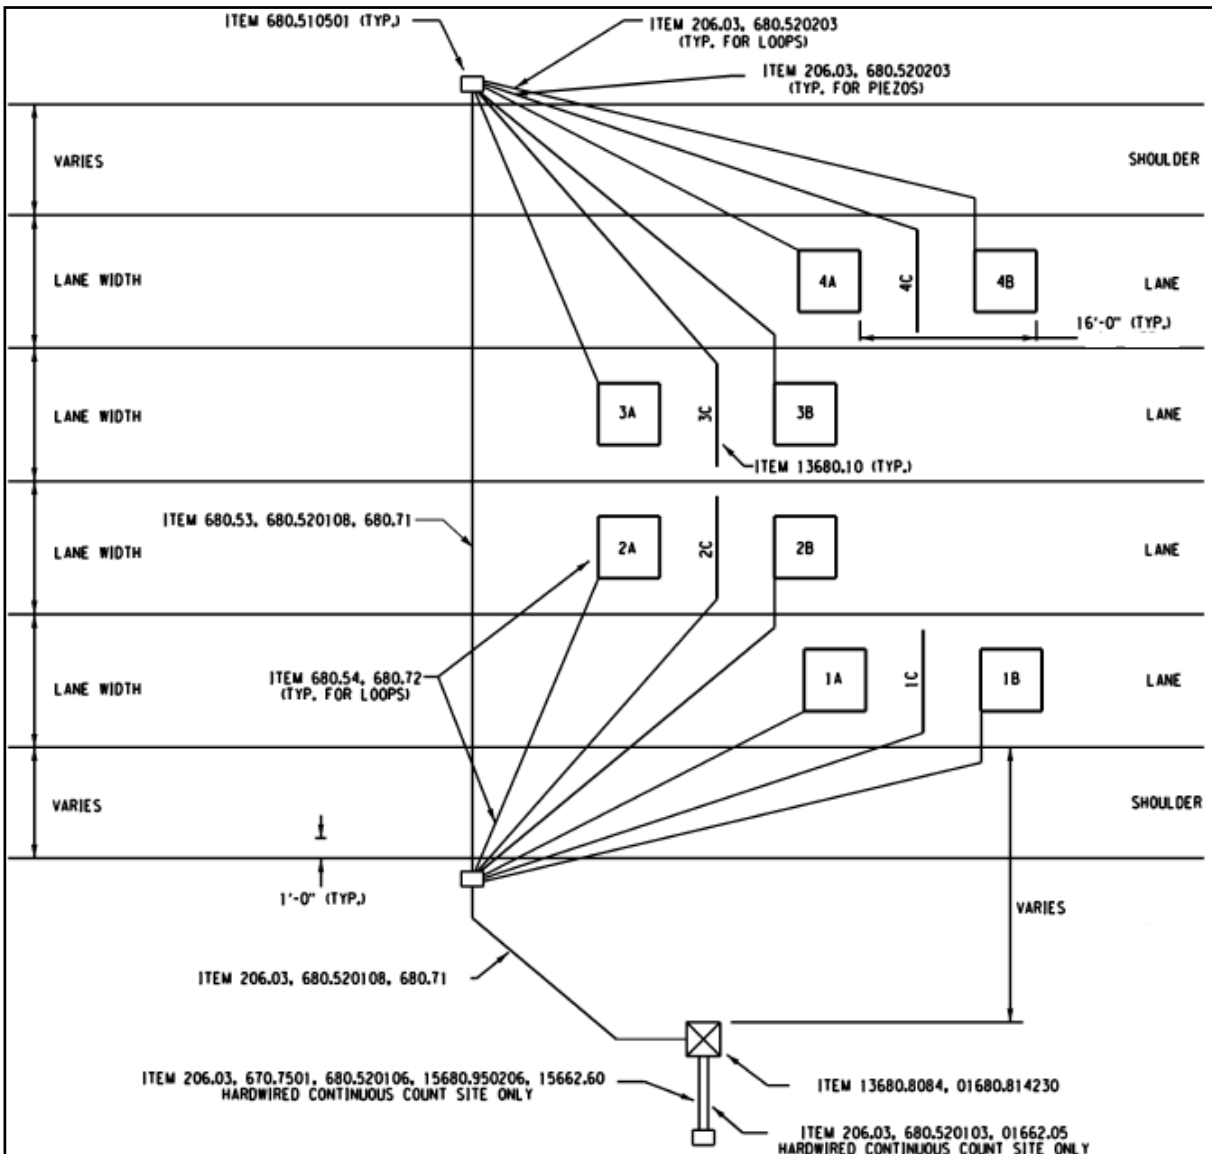 ITEM 680.510501 (TYP.)
ITEM 206.03, 680.520203
(TYP. FOR LOOPS)
ITEM 206.03, 680.520203
(TYP. FOR PIEZOS)
VARIES
SHOULDER
LANE WIDTH
4A
4C
4B
LANE
16'-0" (TYP.)
LANE WIDTH
3A
3C
3B
LANE
ITEM 13680.10 (TYP.)
ITEM 680.53, 680.520108, 680.71
LANE WIDTH
2A
2C
2B
LANE
ITEM 680.54, 680.72
(TYP. FOR LOOPS)
LANE WIDTH
1A
1C
1B
LANE
VARIES
SHOULDER
1'-0" (TYP.)
VARIES
ITEM 206.03, 680.520108, 680.71
ITEM 206.03, 670.7501, 680.520106, 15680.950206, 15662.60
HARDWIRED CONTINUOUS COUNT SITE ONLY
ITEM 13680.8084, 01680.814230
ITEM 206.03, 680.520103, 01662.05
HARDWIRED CONTINUOUS COUNT SITE ONLY